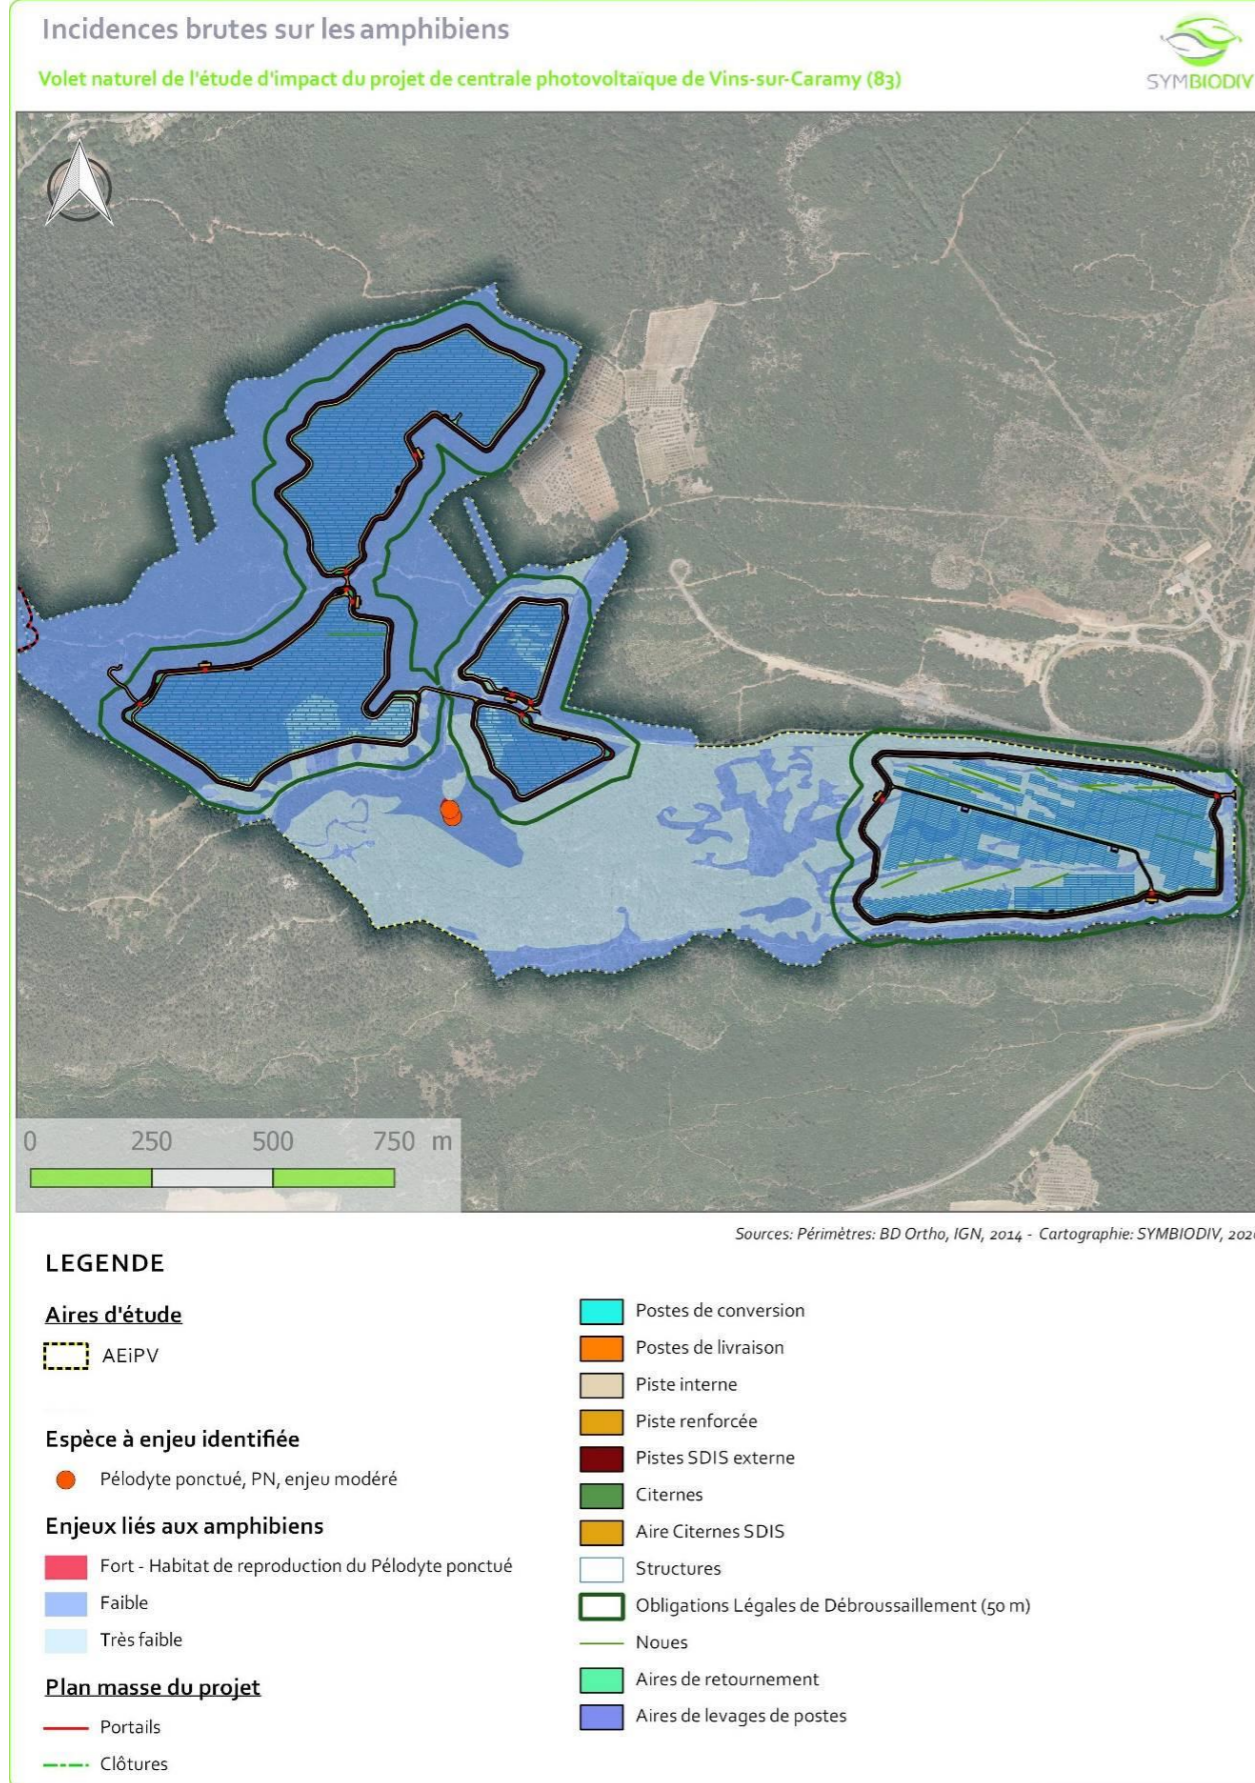 Incidences brutes sur les amphibiens
Volet naturel de l'étude d'impact du projet de centrale photovoltaïque de Vins-sur-Caramy (83)
SYMBIODIV
0 250 500 750 m
Sources: Périmètres: BD Ortho, IGN, 2014 - Cartographie: SYMBIODIV,
LEGENDE
Aires d'étude
AEiPV
Espèce à enjeu identifiée
Pélodyte ponctué, PN, enjeu modéré
Enjeux liés aux amphibiens
Fort - Habitat de reproduction du Pélodyte ponctué
Faible
Très faible
Plan masse du projet
Portails
Clôtures
Postes de conversion
Postes de livraison
Piste interne
Piste renforcée
Pistes SDIS externe
Citernes
Aire Citernes SDIS
Structures
Obligations Légales de Débroussaillement (50 m)
Noues
Aires de retournement
Aires de levages de postes